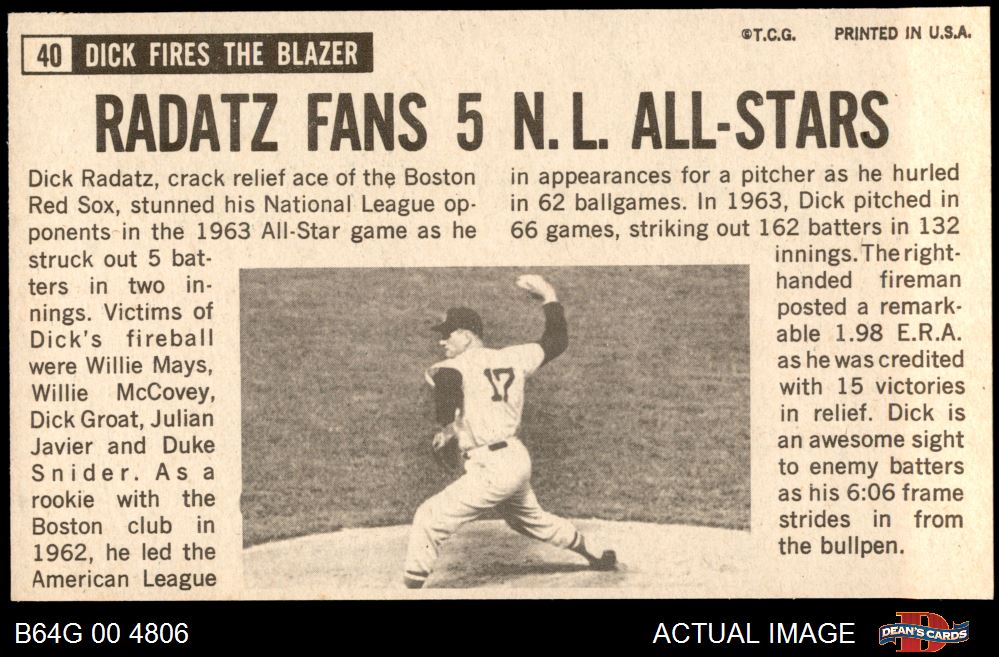 40 DICK FIRES THE BLAZER
©T.C.G. PRINTED IN U.S.A.
RADATZ FANS 5 N.L. ALL-STARS
Dick Radatz, crack relief ace of the Boston
Red Sox, stunned his National League op-
ponents in the 1963 All-Star game as he
struck out 5 bat-
ters in two in-
nings. Victims of
Dick's fireball
were Willie Mays,
Willie McCovey,
Dick Groat, Julian
Javier and Duke
Snider. As a
rookie with the
Boston club in
1962, he led the
American League
in appearances for a pitcher as he hurled
in 62 ballgames. In 1963, Dick pitched in
66 games, striking out 162 batters in 132
innings. The right-
handed fireman
posted a remark-
able 1.98 E.R.A.
as he was credited
with 15 victories
in relief. Dick is
an awesome sight
to enemy batters
as his 6:06 frame
strides in from
the bullpen.
17
B64G 00 4806
ACTUAL IMAGE
D
DEAN'S CARDS